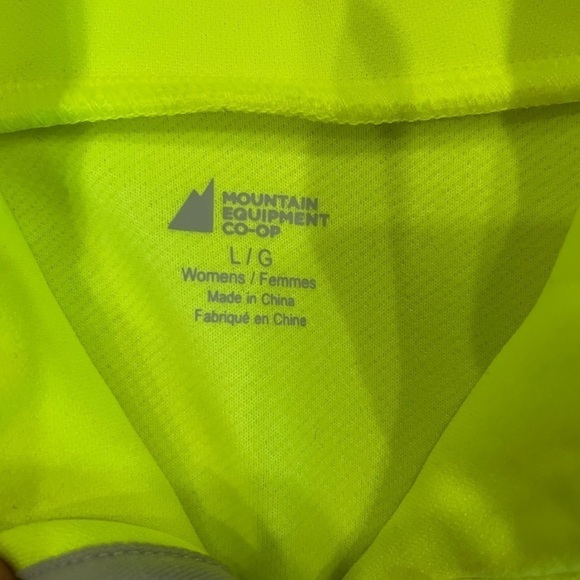 MOUNTAIN
EQUIPMENT
CO-OP
L / G
Womens / Femmes
Made in China
Fabriqué en Chine